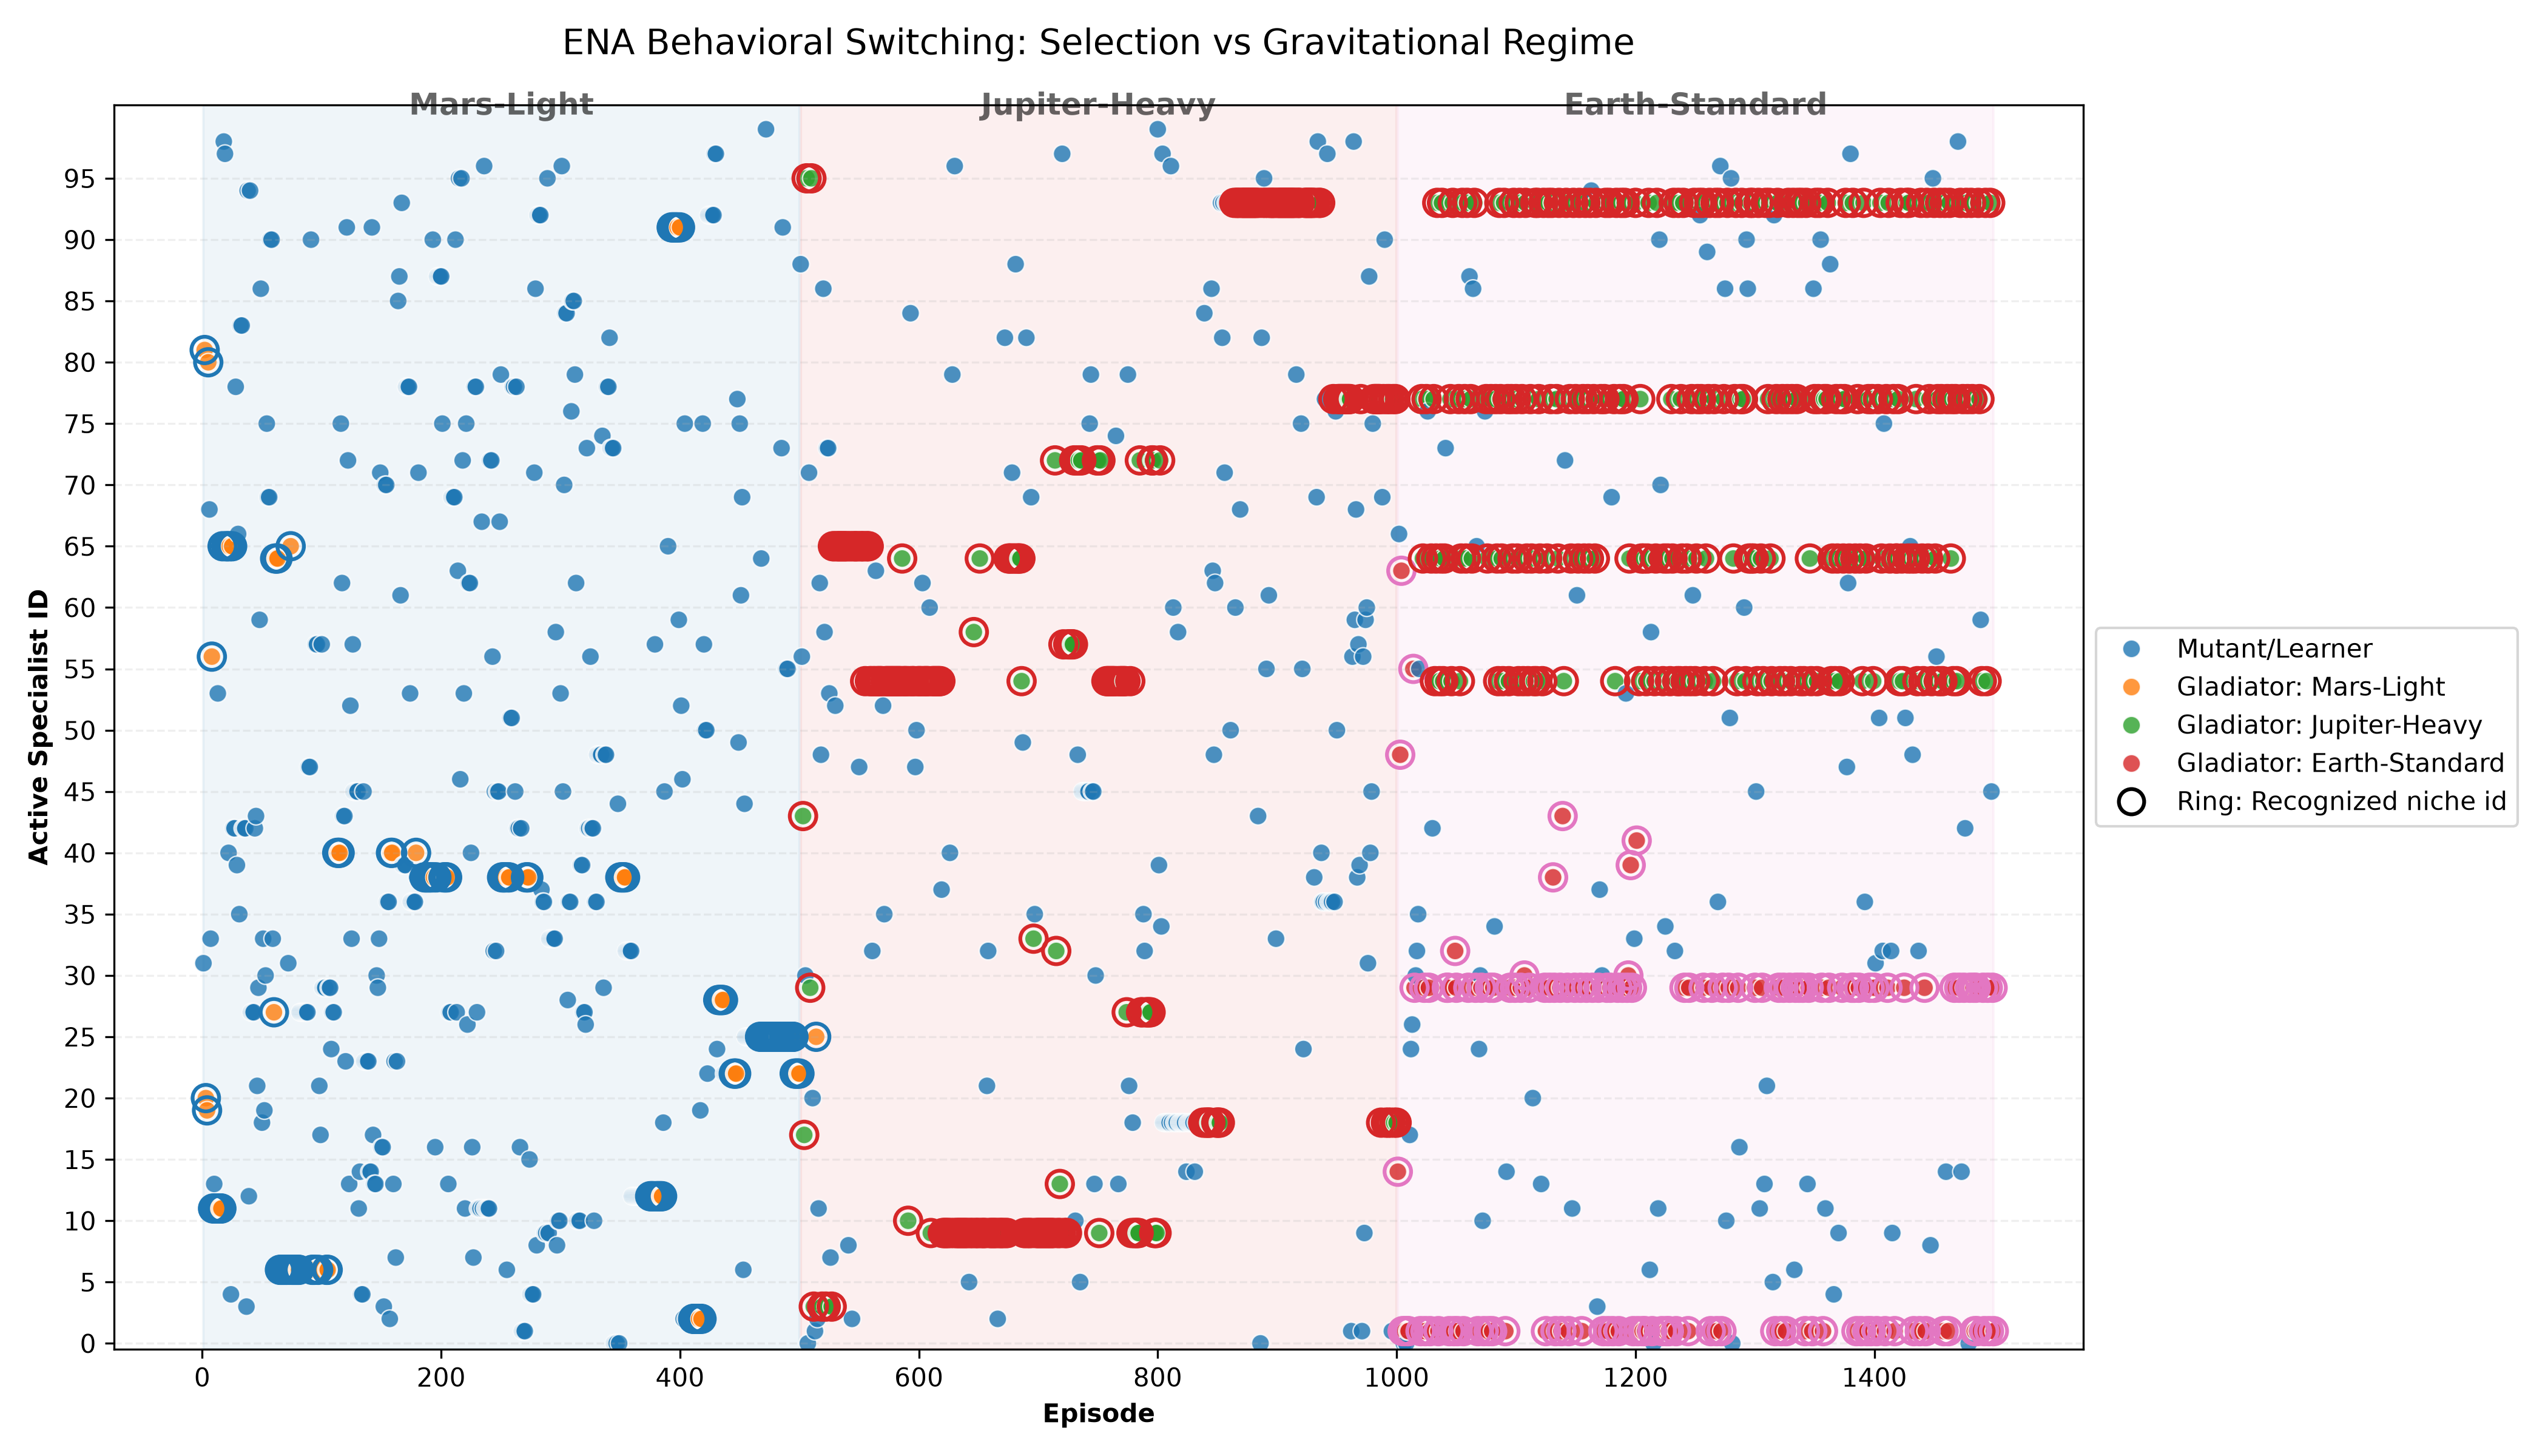 ENA Behavioral Switching: Selection vs Gravitational Regime
Mars-Light
Jupiter-Heavy
Earth-Standard
Active Specialist ID
95
90
85
80
75
70
65
60
55
50
45
40
35
30
25
20
15
10
5
0
0
200
400
600
800
1000
1200
1400
Episode
Mutant/Learner
Gladiator: Mars-Light
Gladiator: Jupiter-Heavy
Gladiator: Earth-Standard
Ring: Recognized niche id